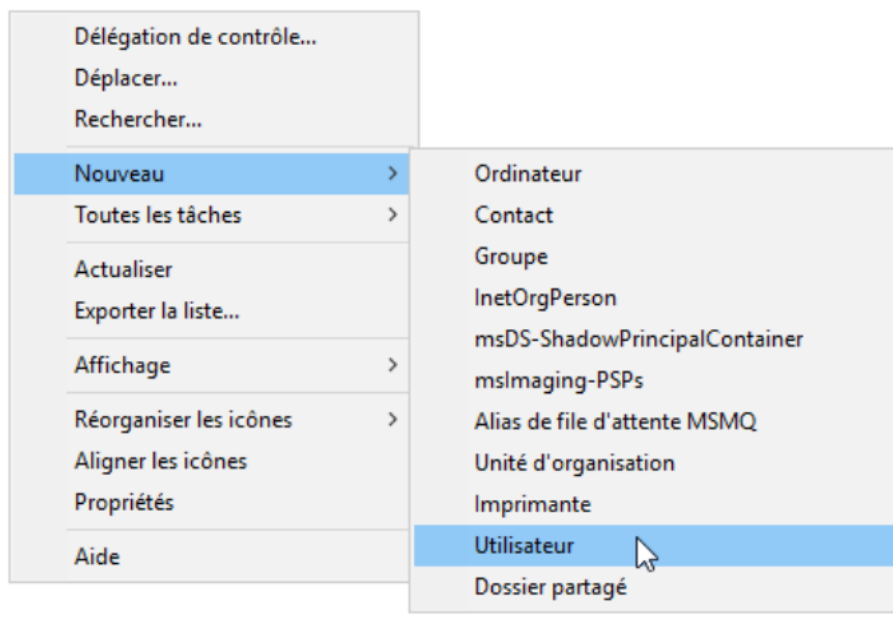 Délégation de contrôle...
Déplacer...
Rechercher...
Nouveau
Toutes les tâches
Actualiser
Exporter la liste...
Affichage
Réorganiser les icônes
Aligner les icônes
Propriétés
Aide
Ordinateur
Contact
Groupe
InetOrgPerson
msDS-ShadowPrincipalContainer
msImaging-PSPs
Alias de file d'attente MSMQ
Unité d'organisation
Imprimante
Utilisateur
Dossier partagé